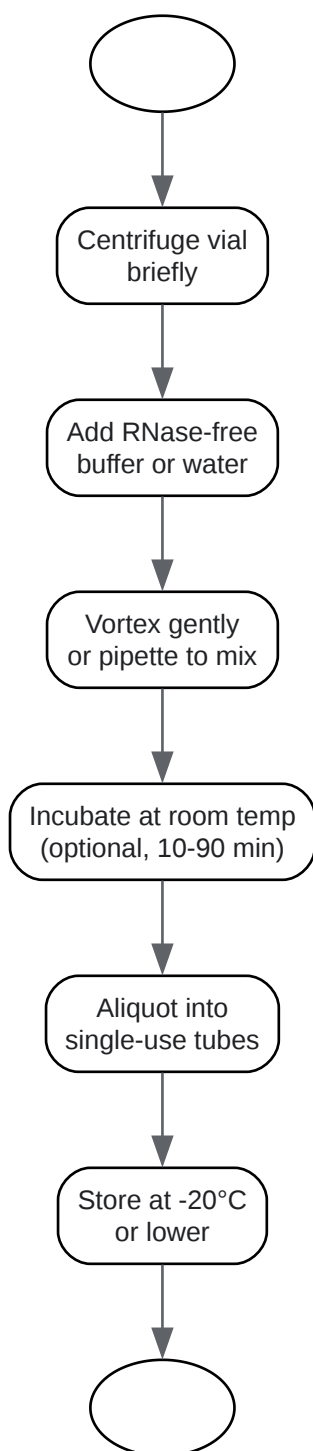 Centrifuge vial
briefly
Add RNase-free
buffer or water
Vortex gently
or pipette to mix
Incubate at room temp
(optional, 10-90 min)
Aliquot into
single-use tubes
Store at -20°C
or lower